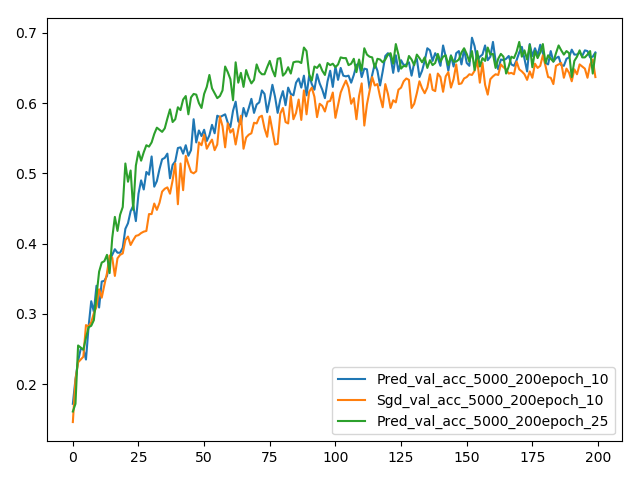 0.7
0.6
0.5
0.4
0.3
0.2
0 25 50 75 100 125 150 175 200
Pred_val_acc_5000_200epoch_10
Sgd_val_acc_5000_200epoch_10
Pred_val_acc_5000_200epoch_25